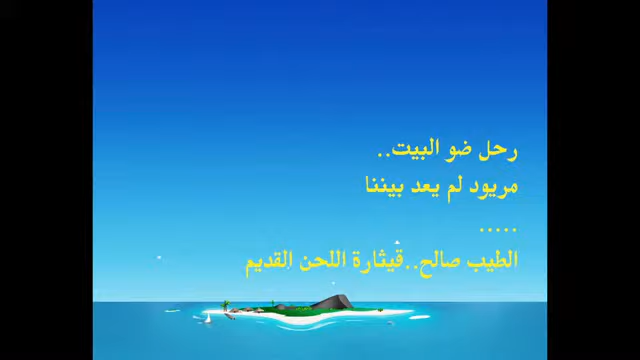 رحل ضو البيت..
مريود لم يعد بيننا
.....
الطيب صالح..قيثارة اللحن القديم